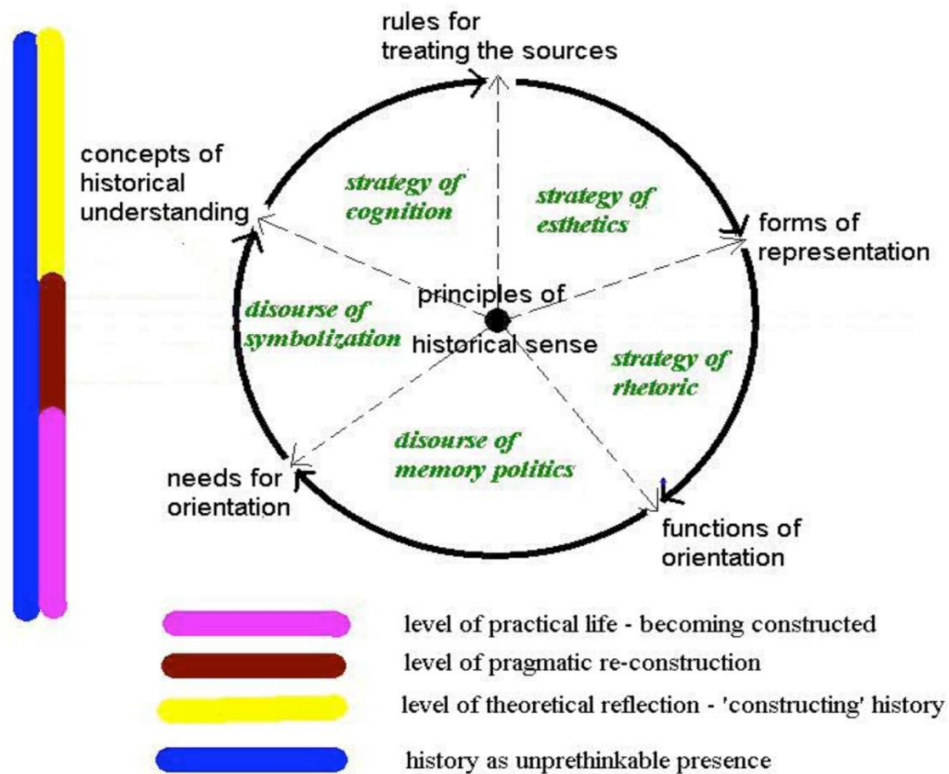 rules for
treating the sources
concepts of
historical
understanding
strategy of
cognition
strategy of
esthetics
forms of
representation
principles of
historical sense
disourse of
symbolization
strategy of
rhetoric
disourse of
memory politics
needs for
orientation
functions of
orientation
level of practical life - becoming constructed
level of pragmatic re-construction
level of theoretical reflection - 'constructing' history
history as unprethinkable presence